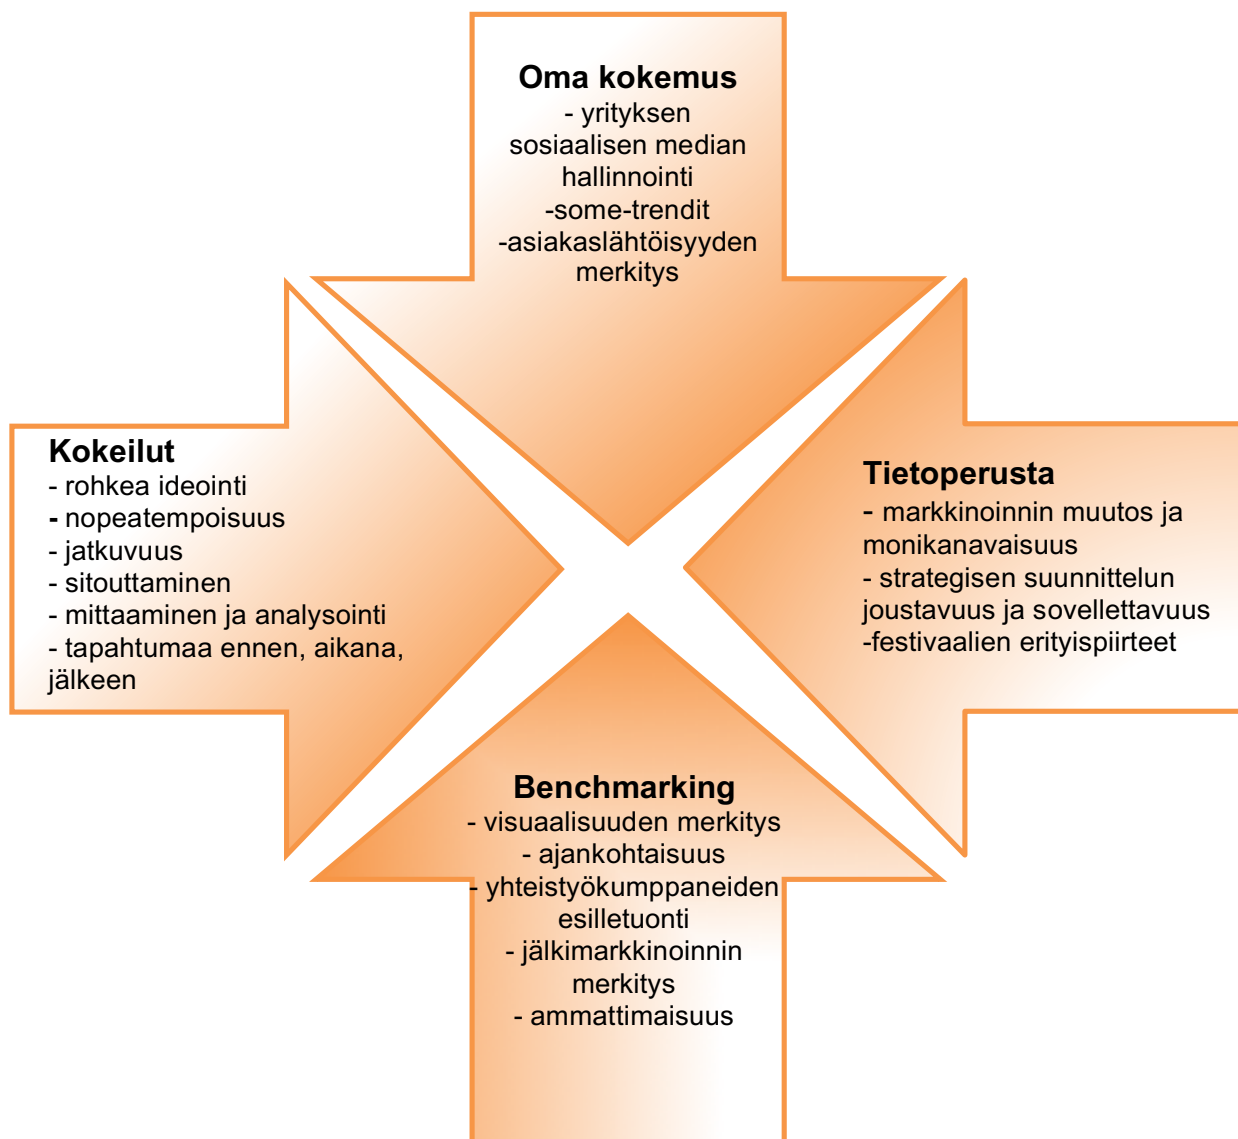 Oma kokemus
- yrityksen
sosiaalisen median
hallinnointi
-some-trendit
-asiakaslähtöisyyden
merkitys
Kokeilut
- rohkea ideointi
- nopeatempoisuus
- jatkuvuus
- sitouttaminen
- mittaaminen ja analysointi
- tapahtumaa ennen, aikana,
jälkeen
Tietoperusta
- markkinoinnin muutos ja
monikanavaisuus
- strategisen suunnittelun
joustavuus ja sovellettavuus
-festivaalien erityispiirteet
Benchmarking
- visuaalisuuden merkitys
- ajankohtaisuus
- yhteistyökumppaneiden
esilletuonti
- jälkimarkkinoinnin
merkitys
- ammattimaisuus